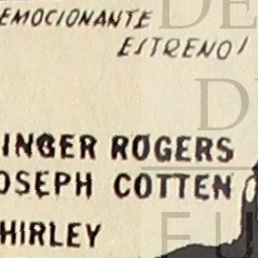 EMOCIONANTE
ESTRENO!
INGER ROGERS
OSEPH COTTEN
HIRLEY